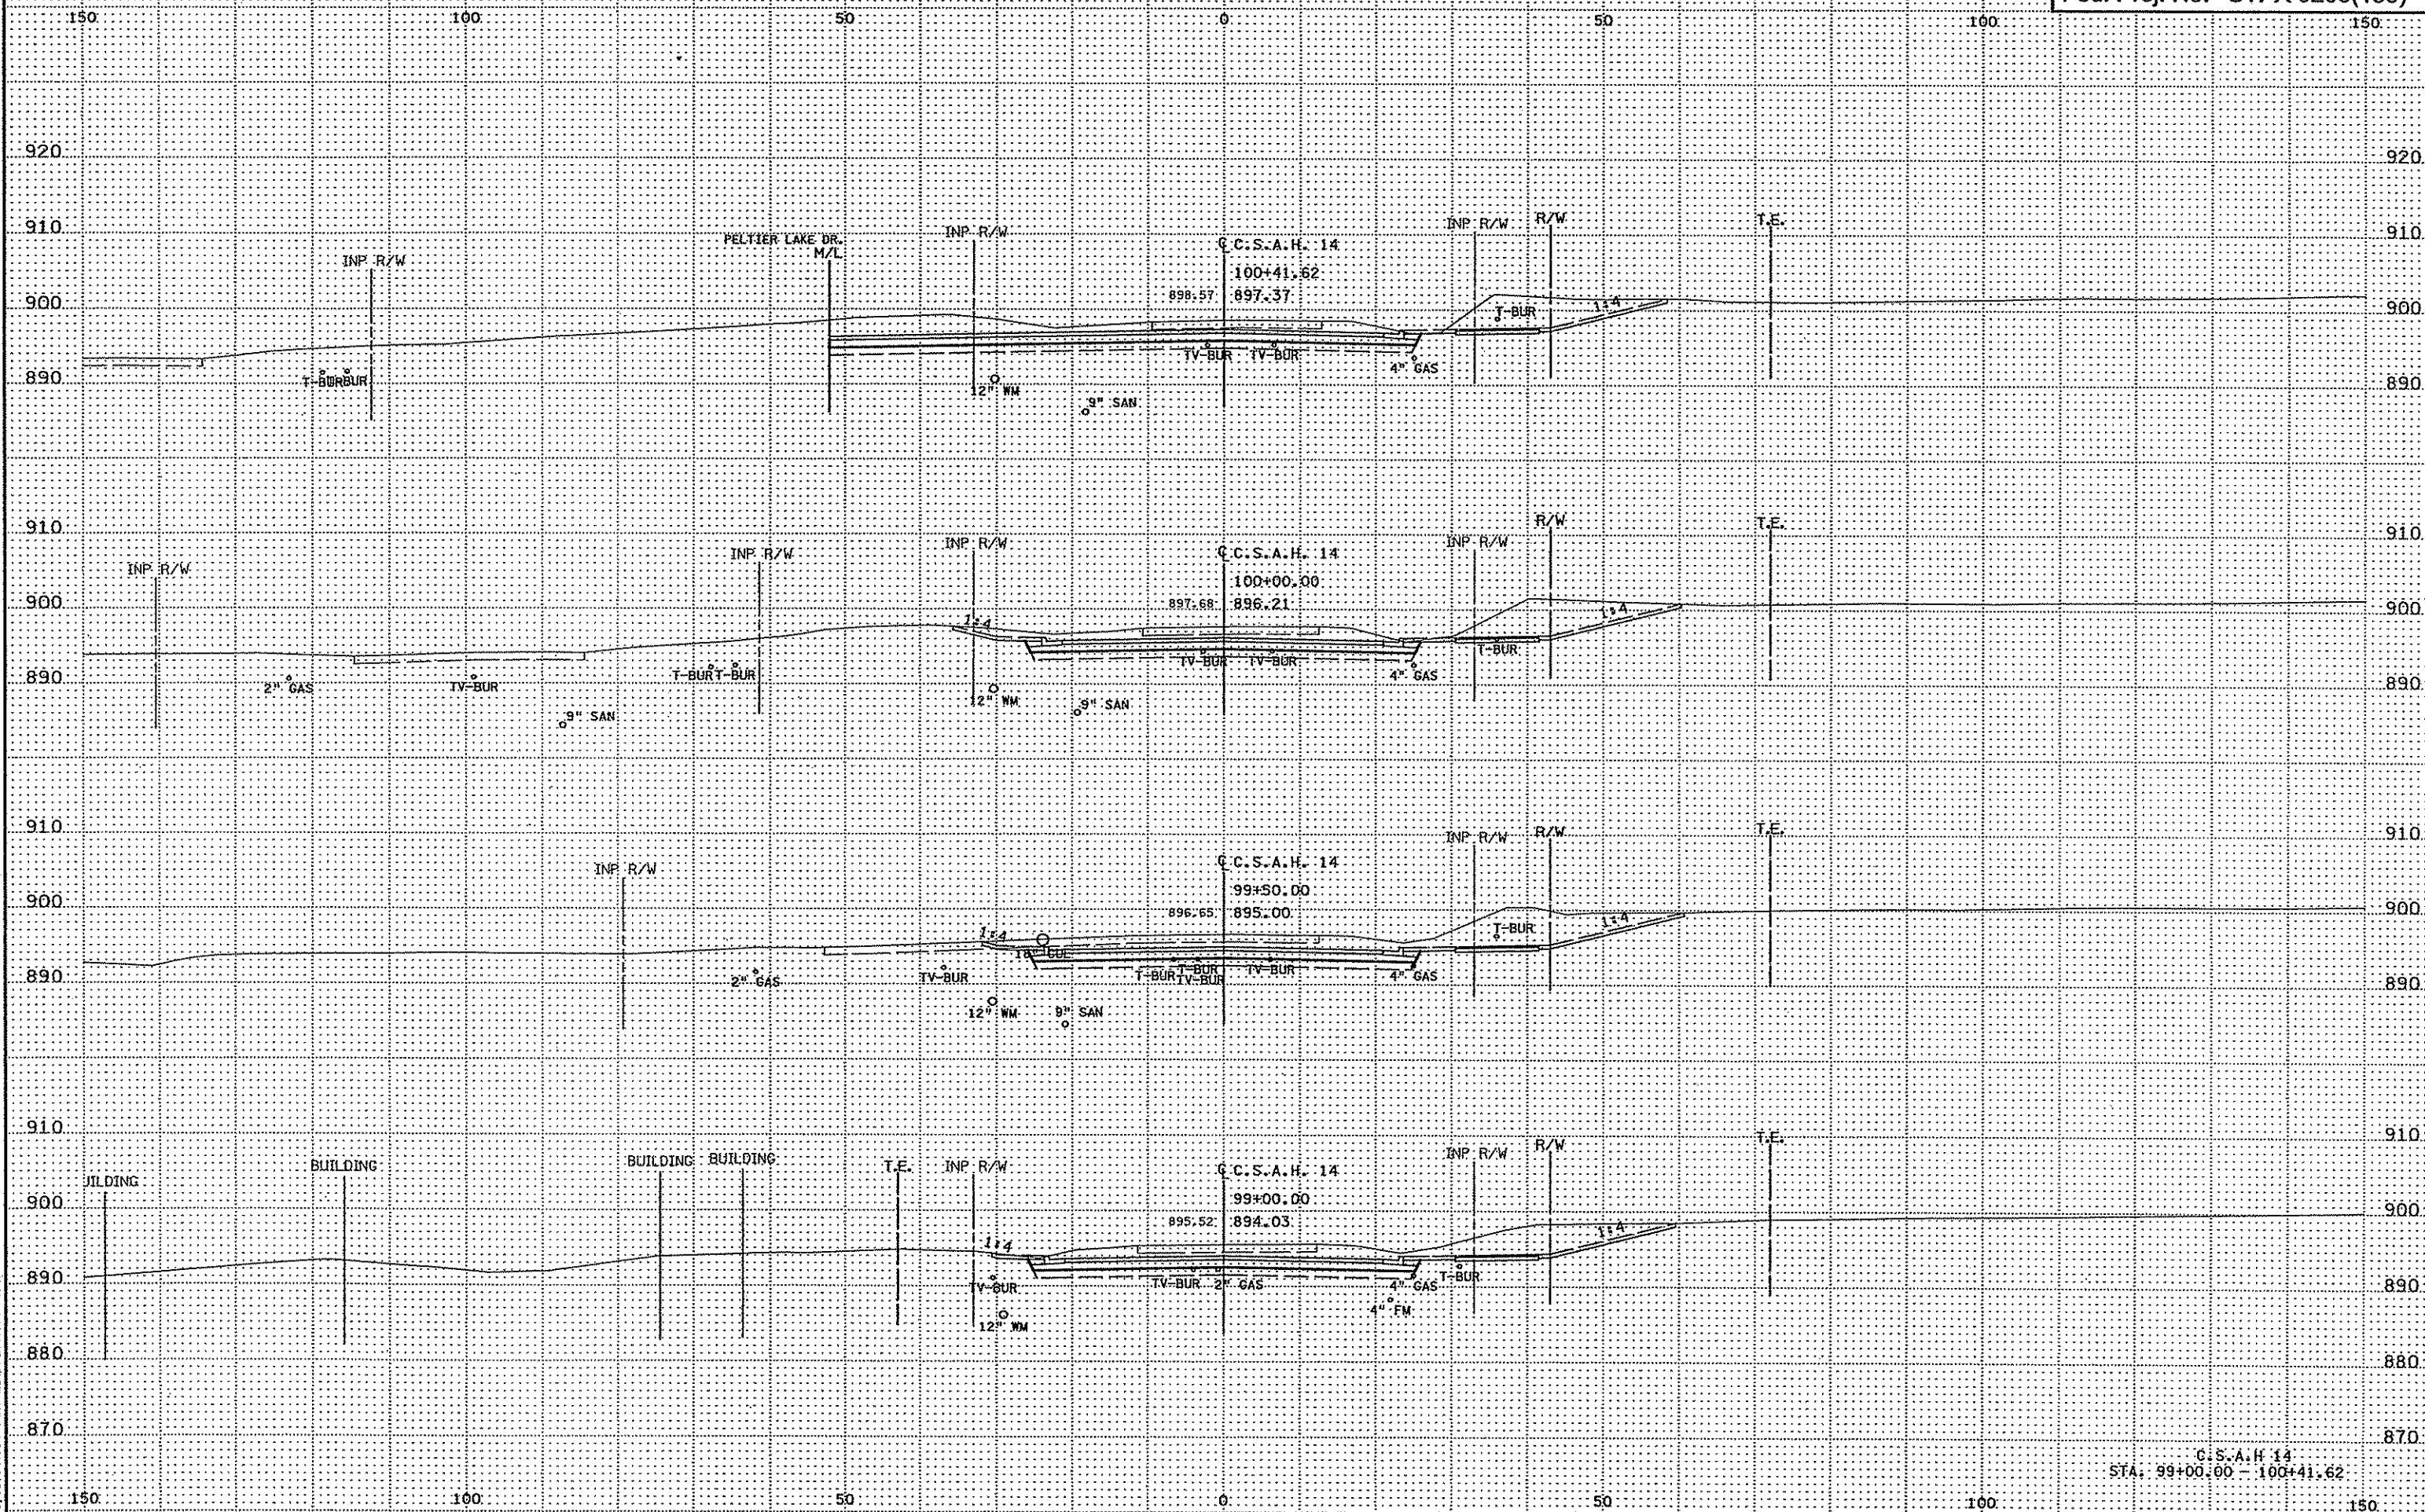 150 100 50 0 50 100 150
920 920
910 INP R/W R/W T.E. 910
PELTIER LAKE DR. INP R/W ℄ C.S.A.H. 14
M/L
INP R/W
100+41.62
898.57 897.37
900 900
1:4
T-BUR
TV-BUR TV-BUR
4" GAS
890 890
12" WM
9" SAN
910 R/W T.E. 910
INP R/W INP R/W ℄ C.S.A.H. 14 INP R/W
INP R/W
100+00.00
897.68 896.21
900 900
1:4 1:4
T-BUR
TV-BUR TV-BUR
T-BUR T-BUR 4" GAS
890 890
2" GAS TV-BUR
12" WM 9" SAN
9" SAN
910 INP R/W R/W T.E. 910
INP R/W ℄ C.S.A.H. 14
99+50.00
896.65 895.00
900 900
1:4
T-BUR
1:4
T-BUR TV-BUR
890 2" GAS TV-BUR T-BUR TV-BUR 4" GAS 890
12" WM 9" SAN
910 R/W T.E. 910
BUILDING BUILDING BUILDING T.E. INP R/W ℄ C.S.A.H. 14 INP R/W
UILDING
99+00.00
900 900
895.52 894.03
1:4
1:4
T-BUR
890 TV-BUR TV-BUR 2" GAS 4" GAS 890
4" FM
12" WM
880 880
870 870
C.S.A.H 14
STA. 99+00.00 - 100+41.62
150 100 50 0 50 100 150